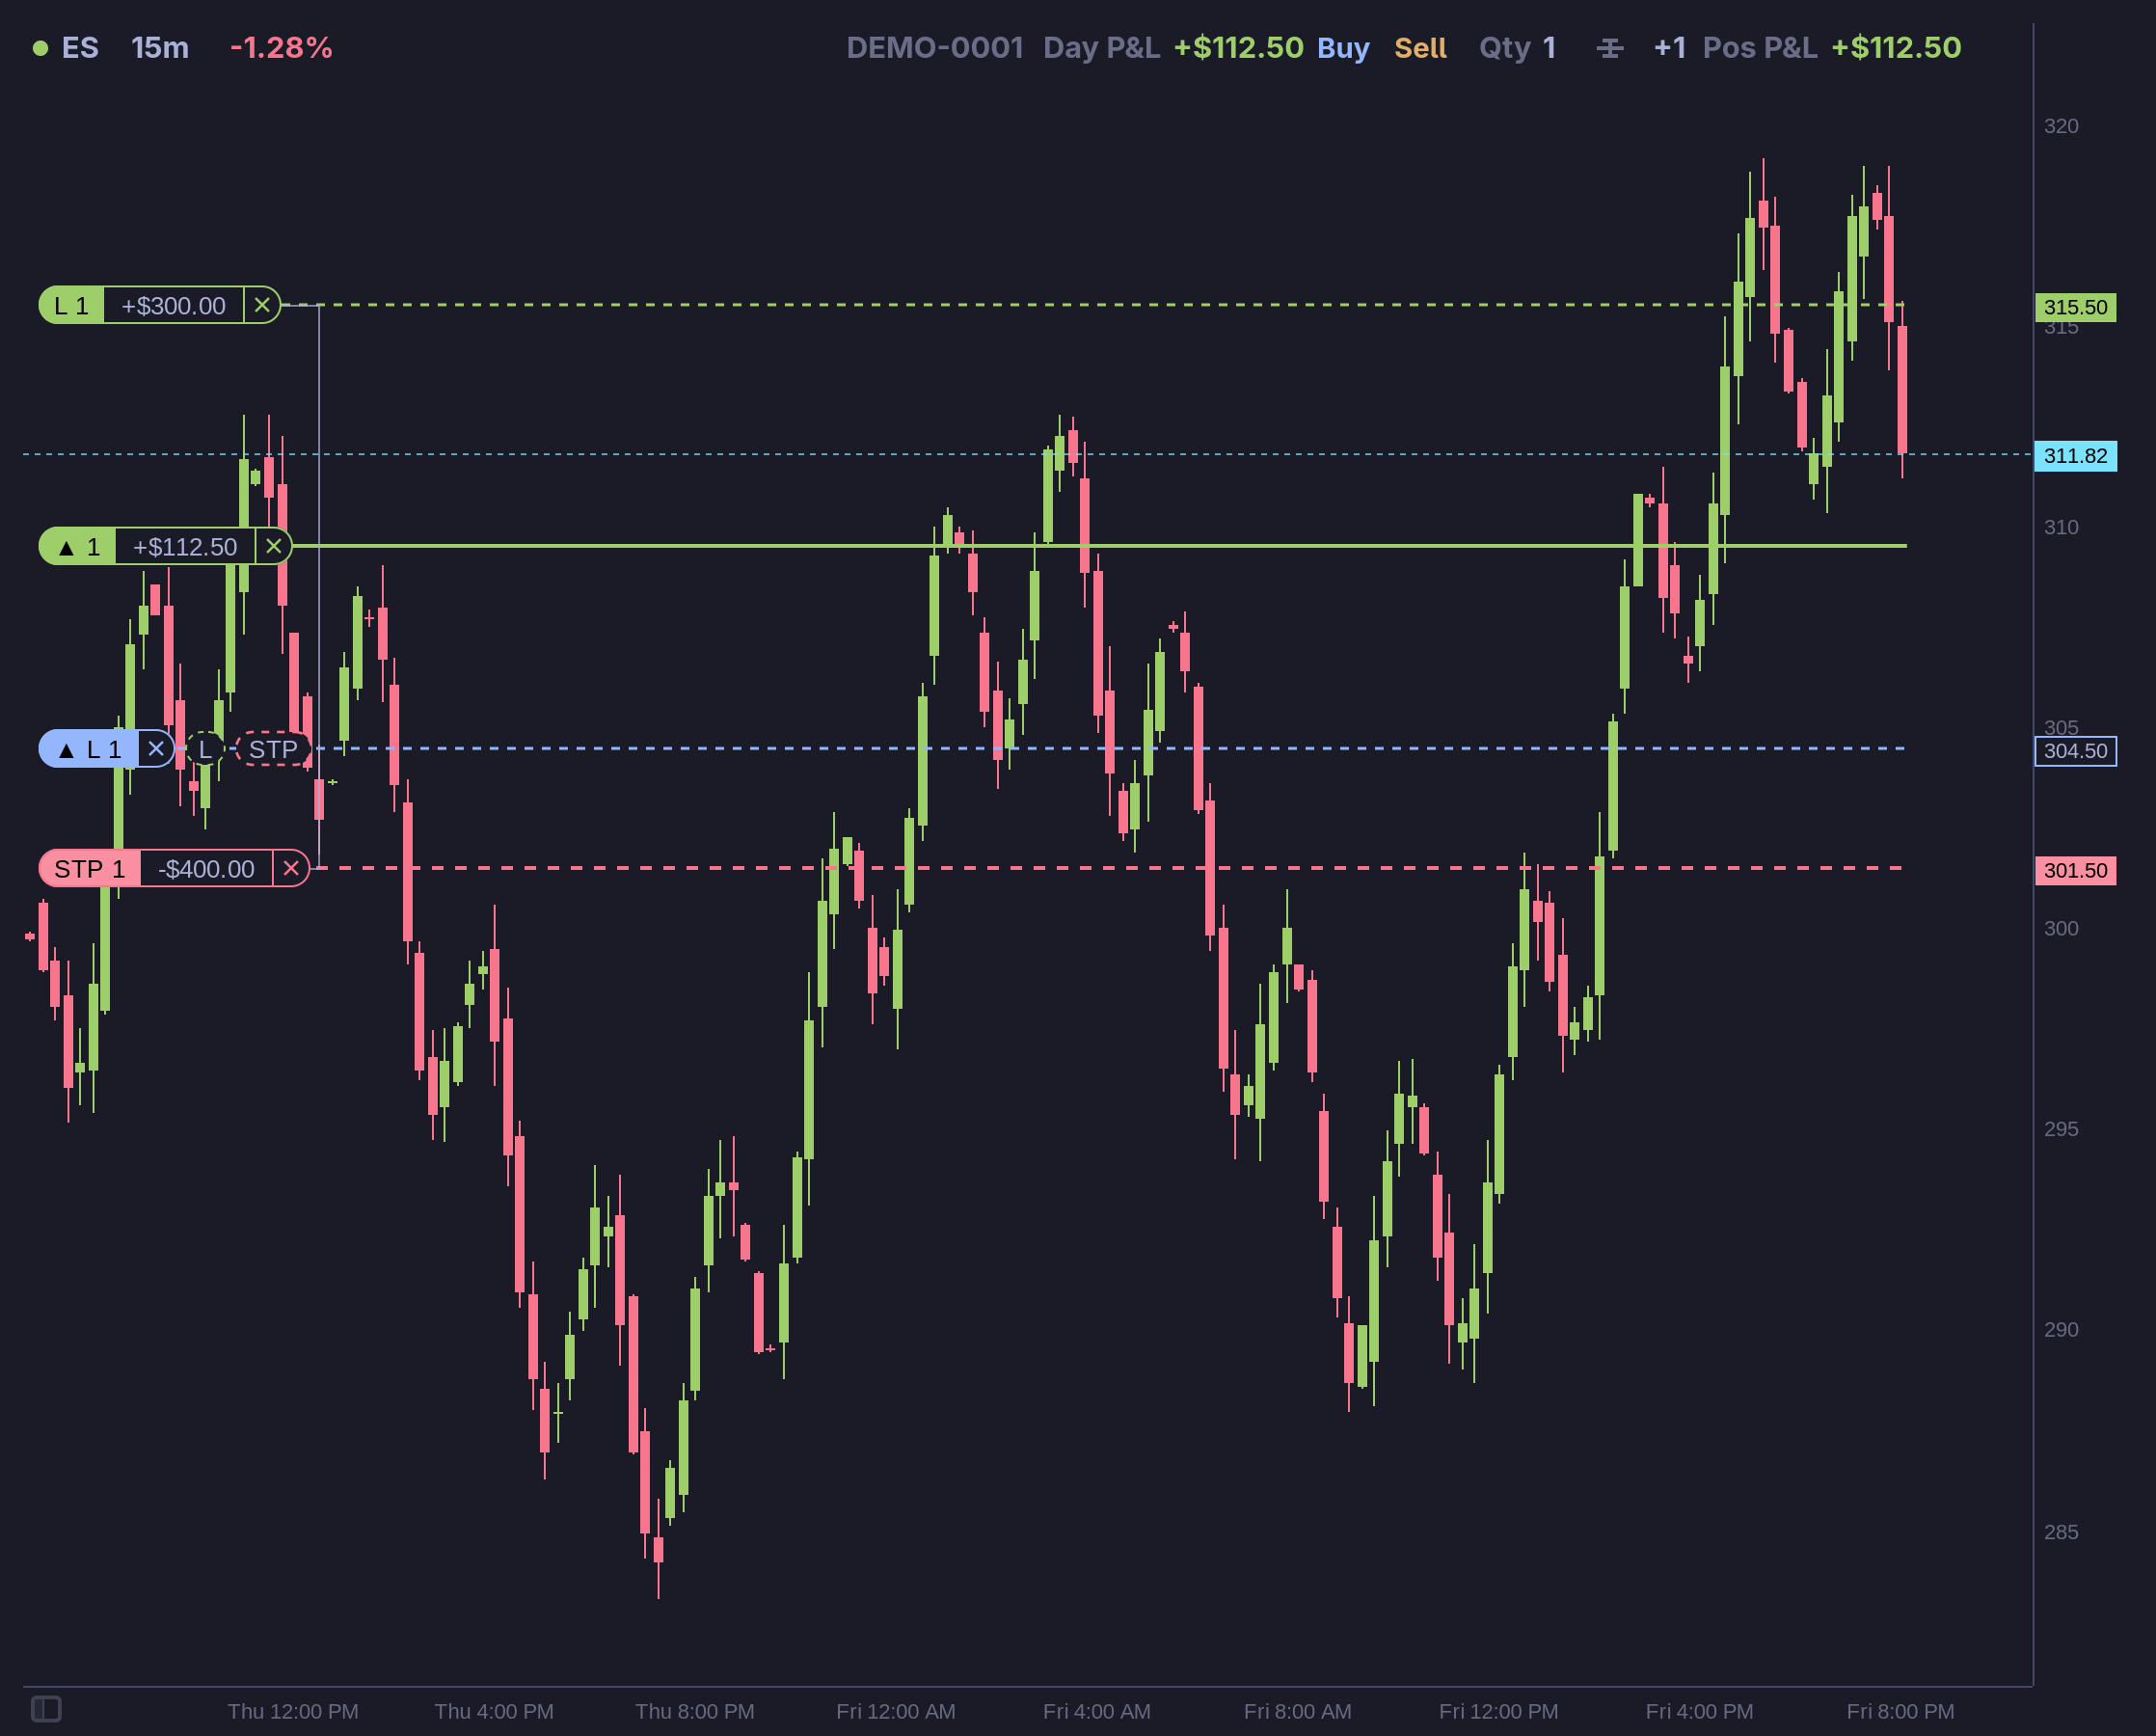 ES 15m -1.28% DEMO-0001 Day P&L +$112.50 Buy Sell Qty 1 +1 Pos P&L +$112.50
320
L 1 +$300.00 315.50
315
311.82
310
▲ 1 +$112.50
305
▲ L 1 L STP 304.50
STP 1 -$400.00 301.50
300
295
290
285
Thu 12:00 PM Thu 4:00 PM Thu 8:00 PM Fri 12:00 AM Fri 4:00 AM Fri 8:00 AM Fri 12:00 PM Fri 4:00 PM Fri 8:00 PM